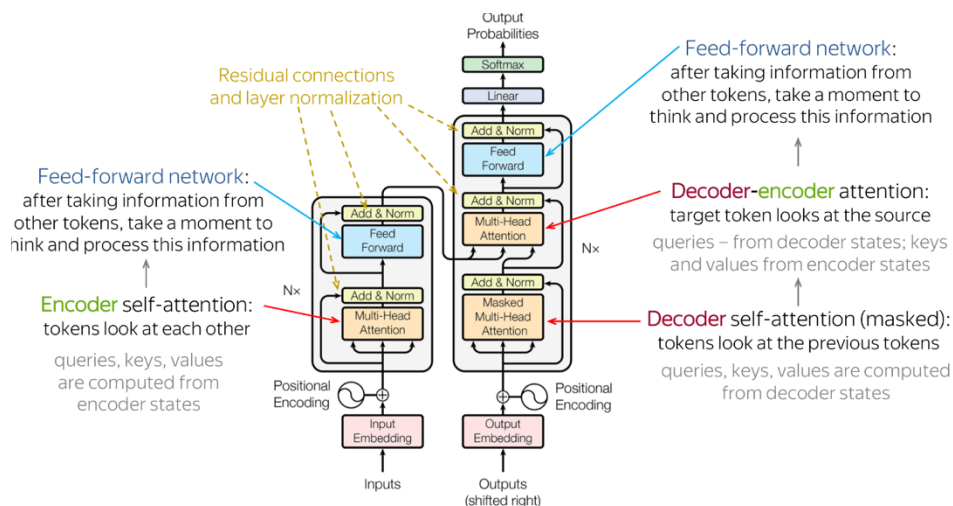 Output
Probabilities
Softmax
Linear
Add & Norm
Feed
Forward
Add & Norm
Multi-Head
Attention
Add & Norm
Masked
Multi-Head
Attention
N×
Positional
Encoding
Output
Embedding
Outputs
(shifted right)
Residual connections
and layer normalization
Add & Norm
Feed
Forward
Add & Norm
Multi-Head
Attention
N×
Positional
Encoding
Input
Embedding
Inputs
Feed-forward network:
after taking information from
other tokens, take a moment to
hink and process this information
Encoder self-attention:
tokens look at each other
queries, keys, values
are computed from
encoder states
Feed-forward network:
after taking information from
other tokens, take a moment to
think and process this information
Decoder-encoder attention:
target token looks at the source
queries – from decoder states; keys
and values from encoder states
Decoder self-attention (masked):
tokens look at the previous tokens
queries, keys, values are computed
from decoder states